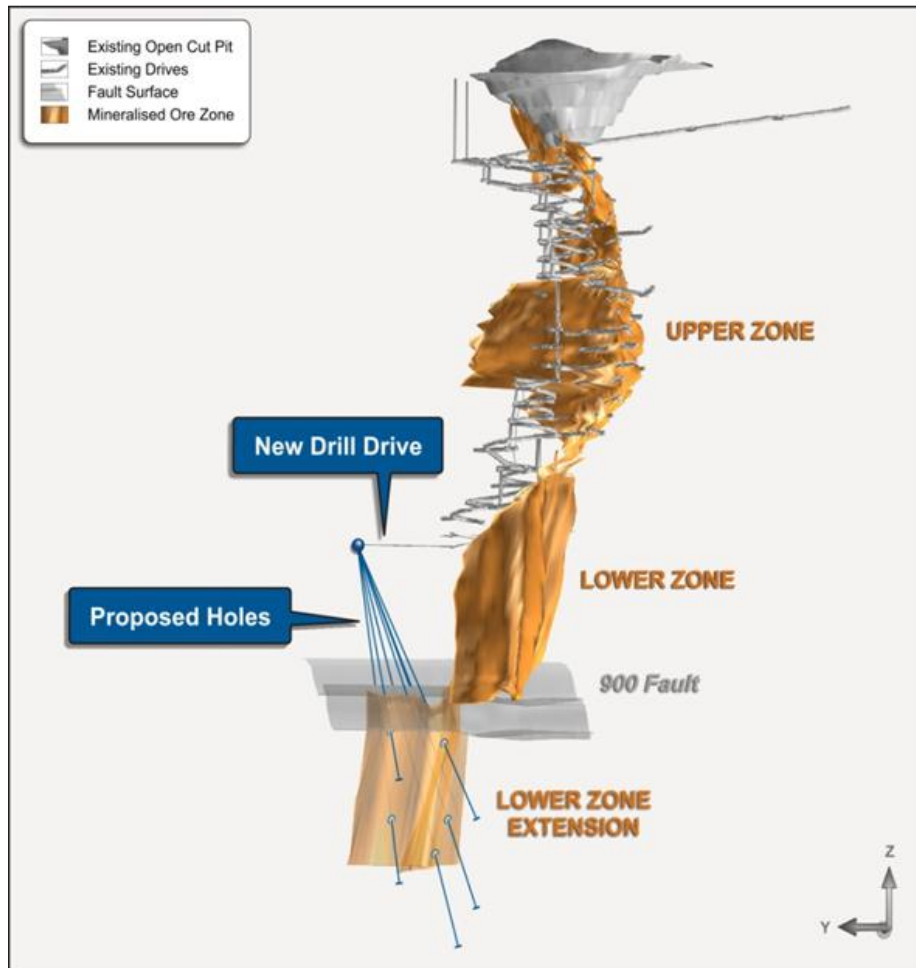 Existing Open Cut Pit
Existing Drives
Fault Surface
Mineralised Ore Zone
UPPER ZONE
New Drill Drive
LOWER ZONE
Proposed Holes
900 Fault
LOWER ZONE
EXTENSION
Z
Y